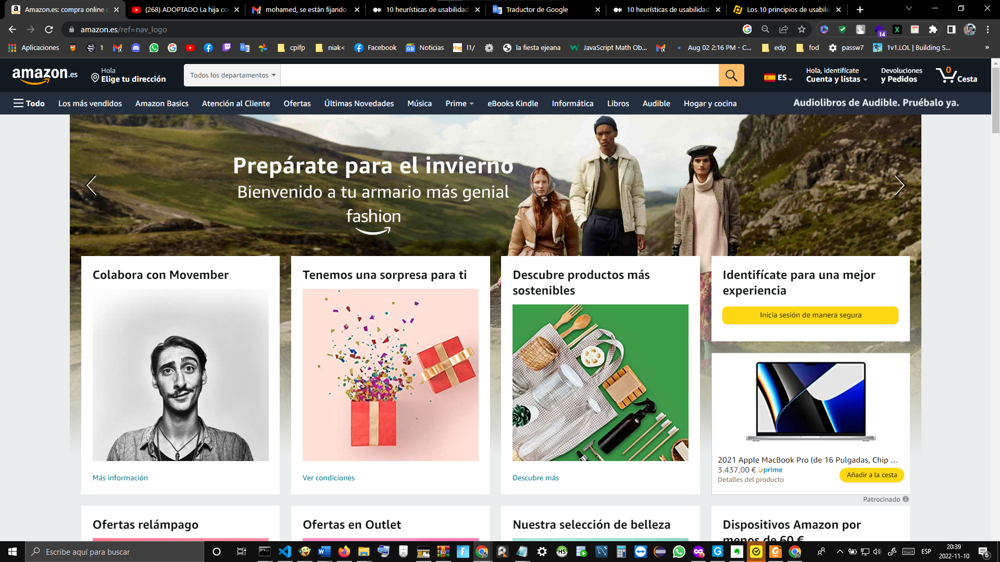 Amazon.es: compra online d
(268) ADOPTADO La hija co
mohamed, se están fijando
10 heurísticas de usabilidad
Traductor de Google
10 heurísticas de usabilidad
Los 10 principios de usabilid
amazon.es/ref=nav_logo
14
Aplicaciones
1
cpifp
niak<
Facebook
Noticias
rtve
l1/
la fiesta ejeana
JavaScript Math Ob...
Aug 02 2:16 PM - C...
edp
fod
passw7
1v1.LOL | Building S...
»
amazon.es
Hola
Elige tu dirección
Todos los departamentos
ES
Hola, identifícate
Cuenta y listas
Devoluciones
y Pedidos
0
Cesta
Todo
Los más vendidos
Amazon Basics
Atención al Cliente
Ofertas
Últimas Novedades
Música
Prime
eBooks Kindle
Informática
Libros
Audible
Hogar y cocina
Audiolibros de Audible. Pruébalo ya.
Prepárate para el invierno
Bienvenido a tu armario más genial
fashion
Colabora con Movember
Más información
Tenemos una sorpresa para ti
Ver condiciones
Descubre productos más
sostenibles
Descubre más
Identifícate para una mejor
experiencia
Inicia sesión de manera segura
2021 Apple MacBook Pro (de 16 Pulgadas, Chip ...
3.437,00 € prime
Detalles del producto
Añadir a la cesta
Patrocinado
Ofertas relámpago
Ofertas en Outlet
Nuestra selección de belleza
Dispositivos Amazon por
menos de 60 €
Escribe aquí para buscar
ESP
20:39
2022-11-10
6